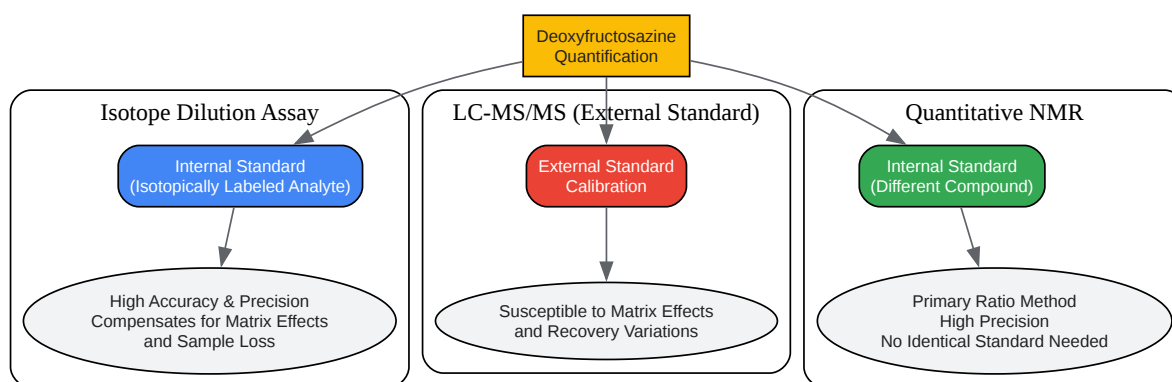 Deoxyfructosazine
Quantification
Isotope Dilution Assay
Internal Standard
(Isotopically Labeled Analyte)
High Accuracy & Precision
Compensates for Matrix Effects
and Sample Loss
LC-MS/MS (External Standard)
External Standard
Calibration
Susceptible to Matrix Effects
and Recovery Variations
Quantitative NMR
Internal Standard
(Different Compound)
Primary Ratio Method
High Precision
No Identical Standard Needed